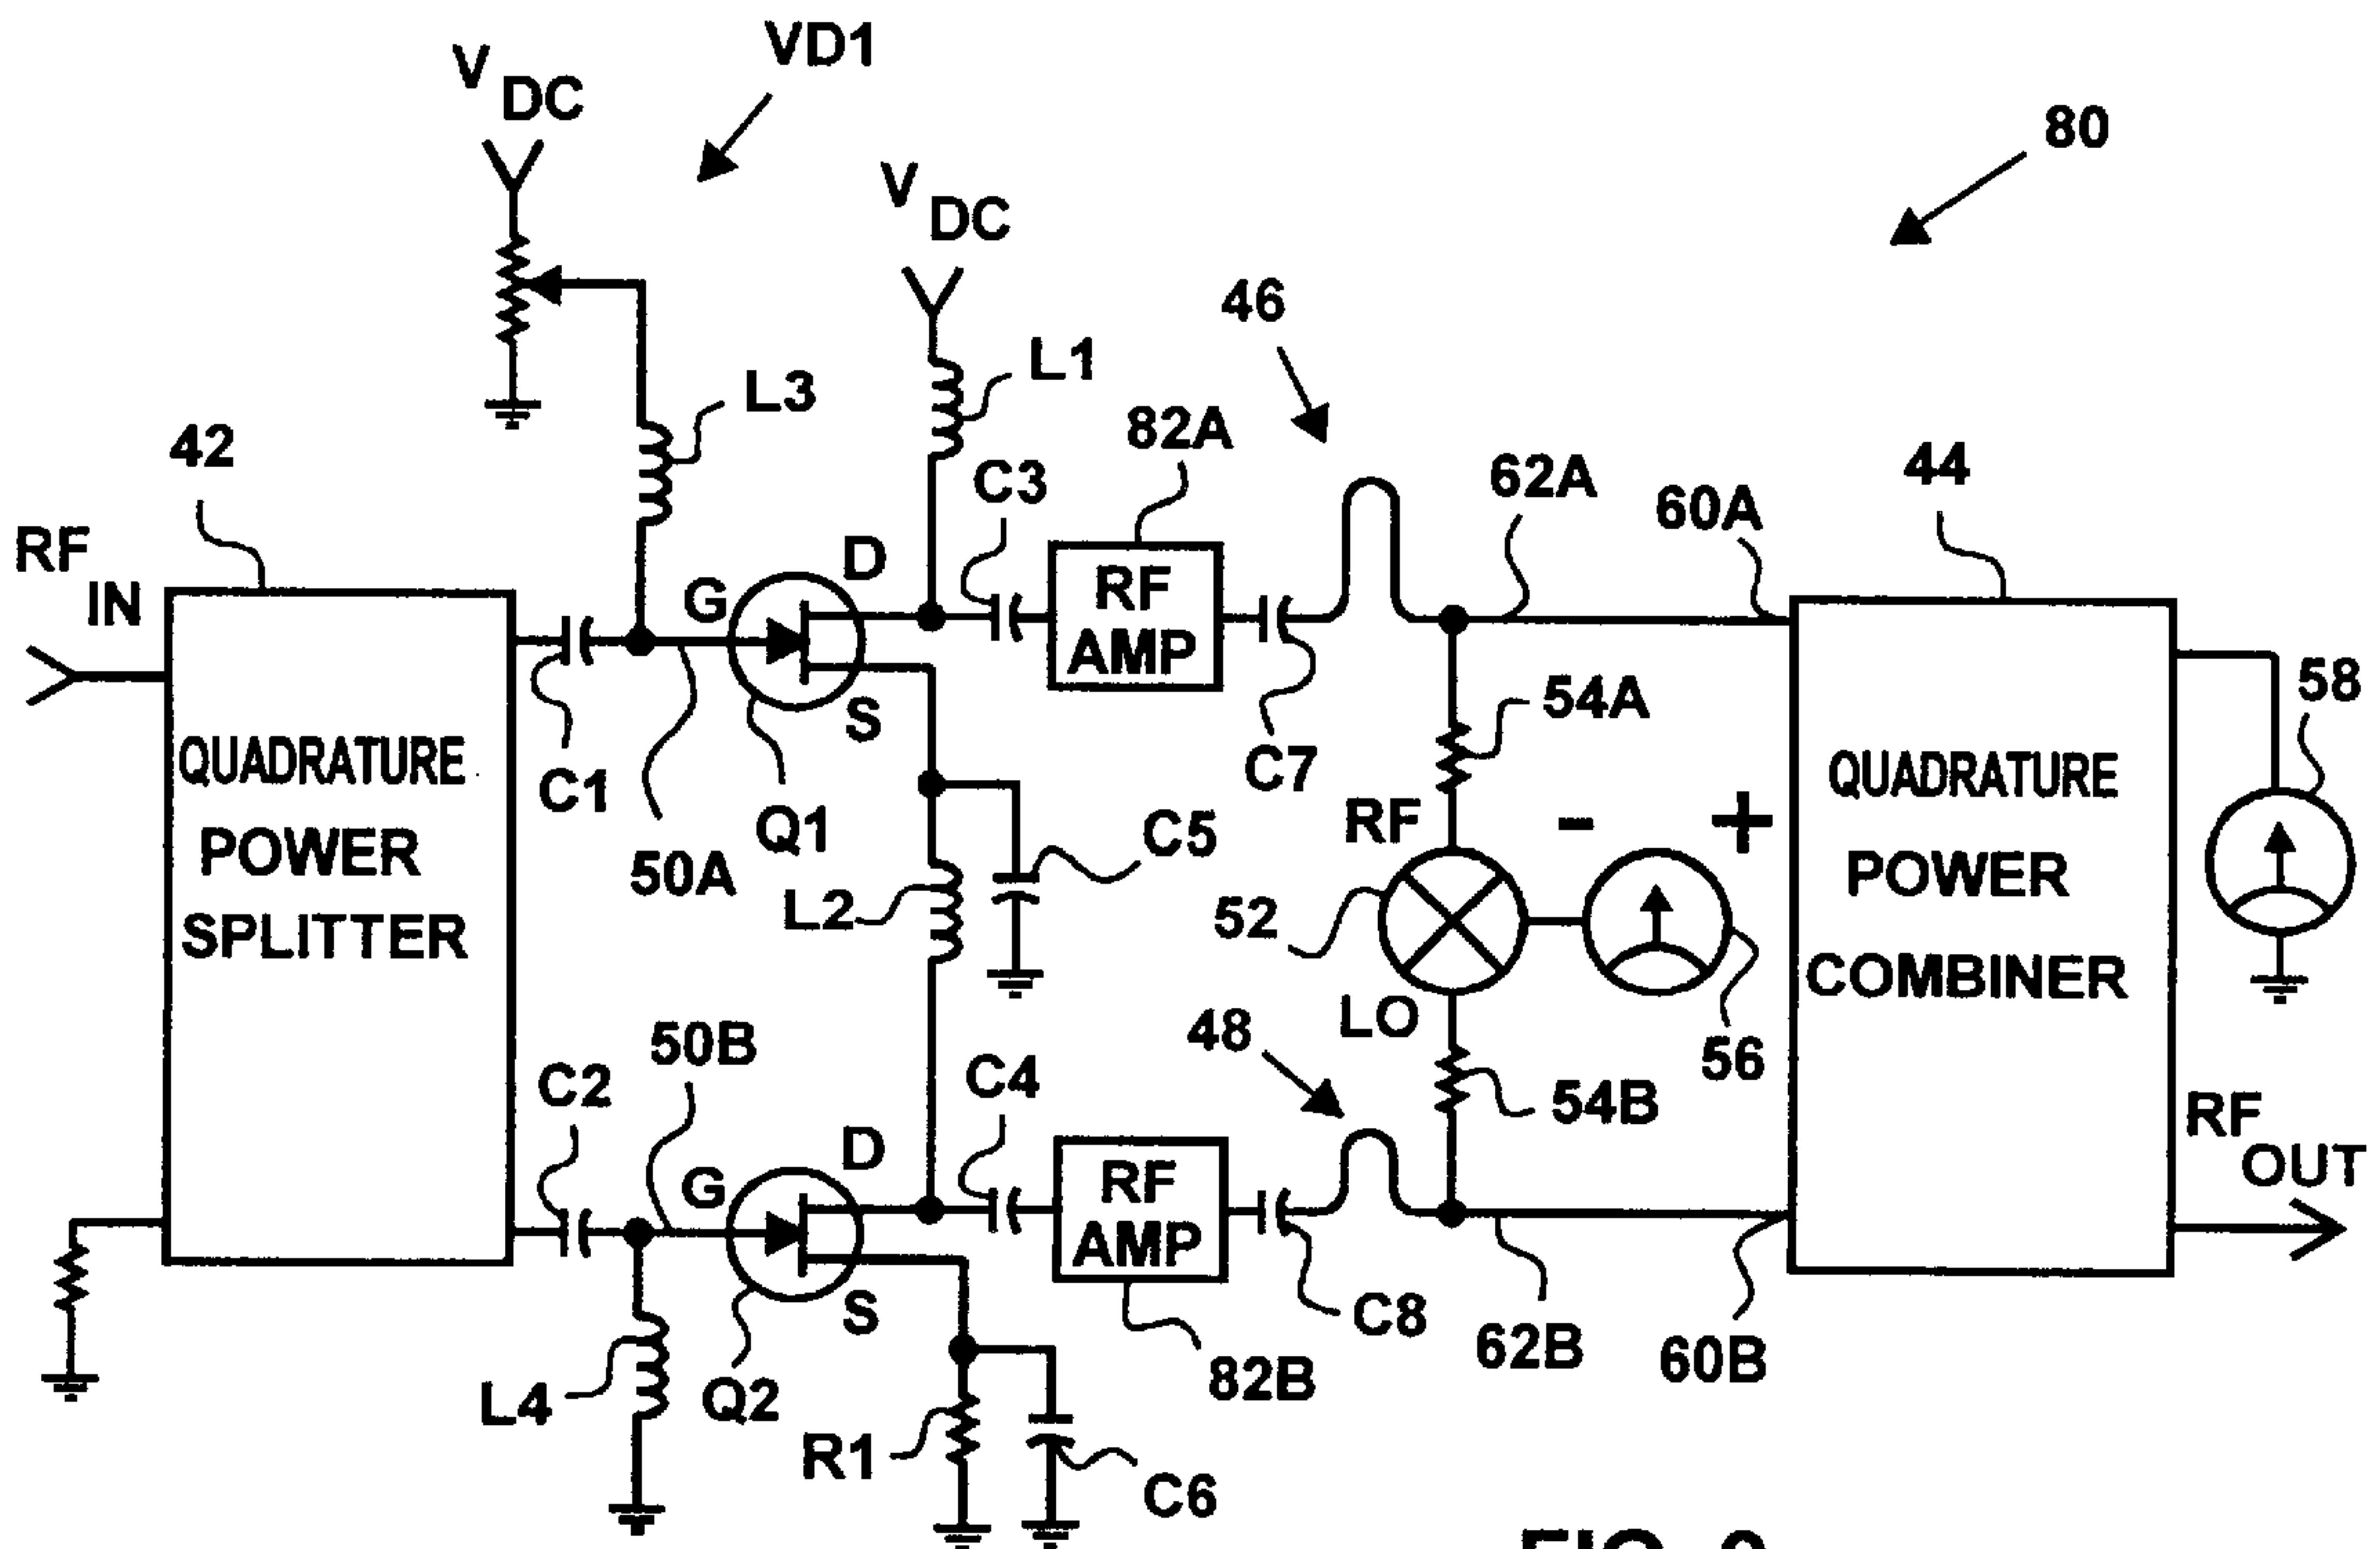 VD1
V DC
80
V DC
46
L1
L3
82A
42
C3
62A
44
60A
RF IN
D
RF AMP
G
58
S
54A
QUADRATURE POWER SPLITTER
C1
C7
QUADRATURE POWER COMBINER
RF
-
+
Q1
C5
50A
L2
52
LO
48
50B
56
C4
C2
54B
RF OUT
D
G
RF AMP
S
C8
62B
60B
82B
L4
Q2
R1
C6